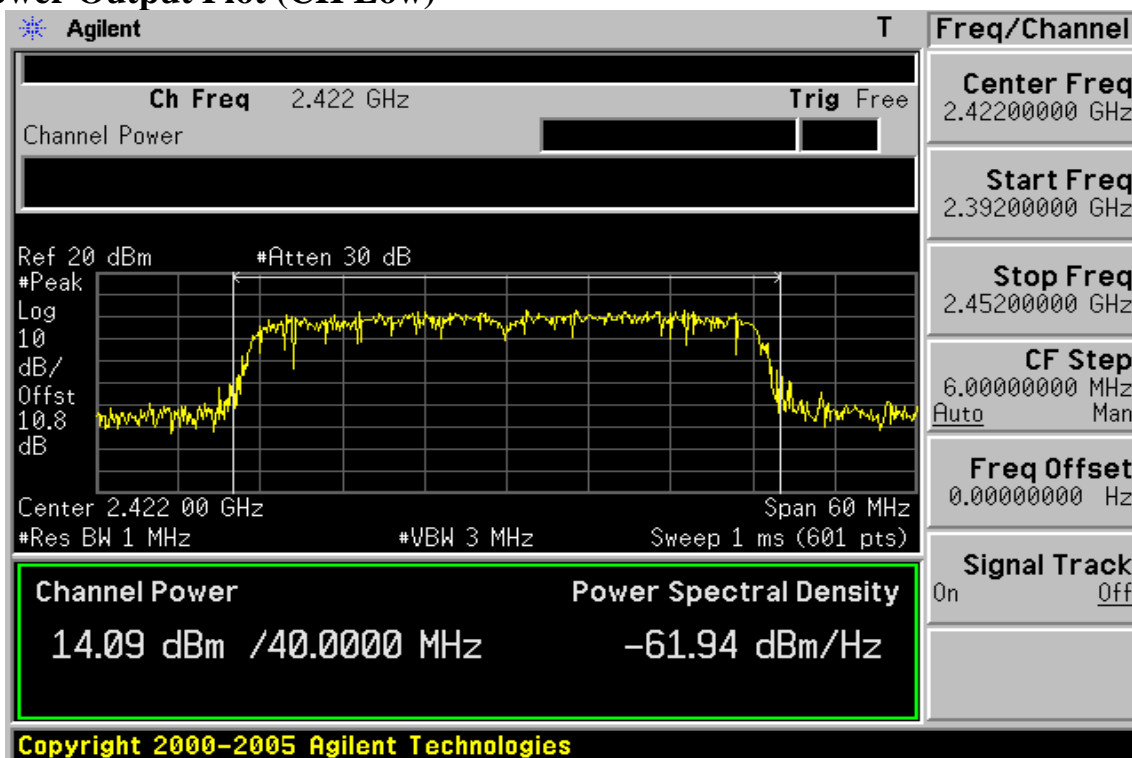 Power Output Plot (CH Low)
Agilent T
Ch Freq 2.422 GHz Trig Free
Channel Power
Ref 20 dBm #Atten 30 dB
#Peak
Log
10
dB/
Offst
10.8
dB
Center 2.422 00 GHz Span 60 MHz
#Res BW 1 MHz #VBW 3 MHz Sweep 1 ms (601 pts)
Channel Power Power Spectral Density
14.09 dBm /40.0000 MHz -61.94 dBm/Hz
Copyright 2000-2005 Agilent Technologies
Freq/Channel
Center Freq
2.42200000 GHz
Start Freq
2.39200000 GHz
Stop Freq
2.45200000 GHz
CF Step
6.00000000 MHz
Auto Man
Freq Offset
0.00000000 Hz
Signal Track
On Off